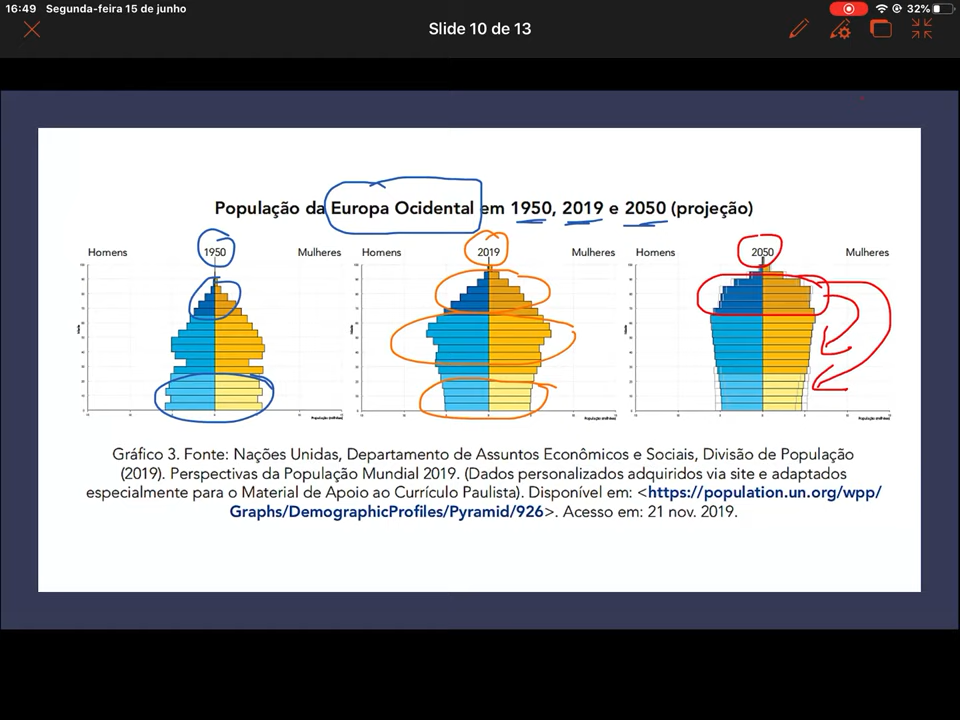 16:49 Segunda-feira 15 de junho 32%
Slide 10 de 13
População da Europa Ocidental em 1950, 2019 e 2050 (projeção)
Homens 1950 Mulheres Homens 2019 Mulheres Homens 2050 Mulheres
Gráfico 3. Fonte: Nações Unidas, Departamento de Assuntos Econômicos e Sociais, Divisão de População
(2019). Perspectivas da População Mundial 2019. (Dados personalizados adquiridos via site e adaptados
especialmente para o Material de Apoio ao Currículo Paulista). Disponível em: <https://population.un.org/wpp/
Graphs/DemographicProfiles/Pyramid/926>. Acesso em: 21 nov. 2019.